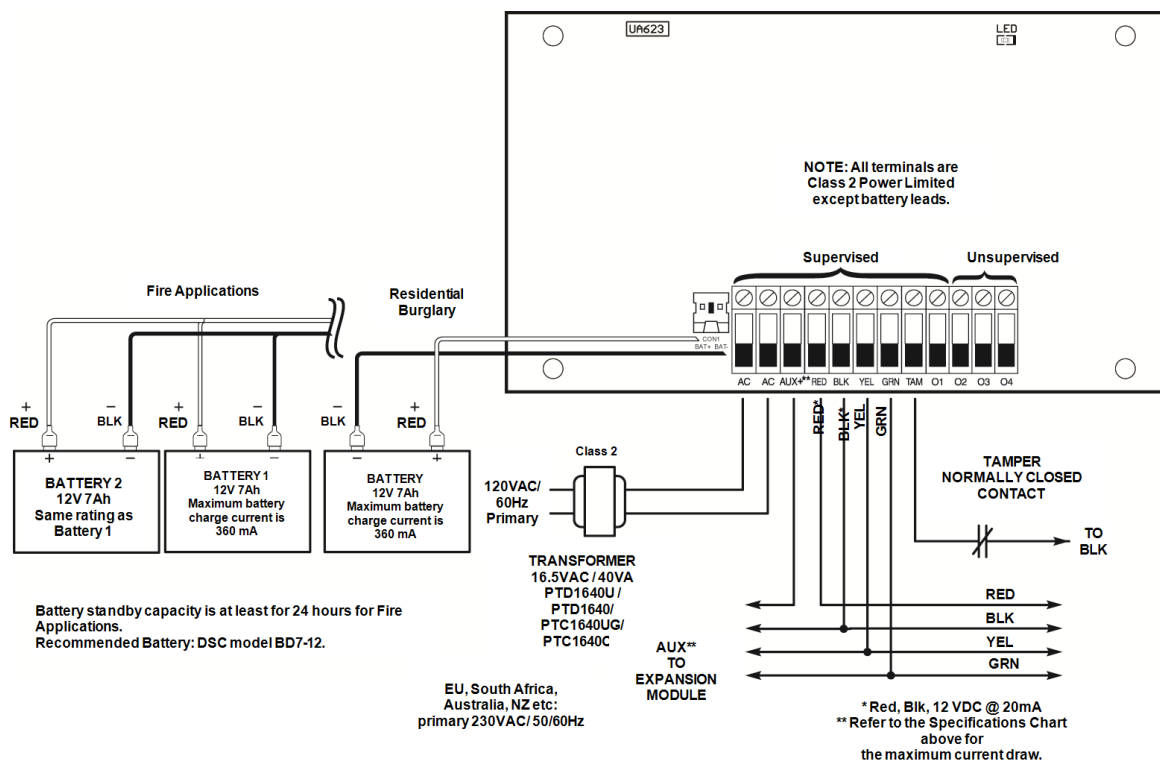 UA623
LED
NOTE: All terminals are
Class 2 Power Limited
except battery leads.
Supervised
Unsupervised
Fire Applications
Residential
Burglary
CON1
BAT+ BAT-
AC AC AUX+** RED BLK YEL GRN TAM O1 O2 O3 O4
+ RED
− BLK
+ RED
− BLK
− BLK
+ RED
+ −
+ −
− +
BATTERY 2
12V 7Ah
Same rating as
Battery 1
BATTERY 1
12V 7Ah
Maximum battery
charge current is
360 mA
BATTERY
12V 7Ah
Maximum battery
charge current is
360 mA
RED*
BLK*
YEL
GRN
Class 2
120VAC/
60Hz
Primary
TRANSFORMER
16.5VAC / 40VA
PTD1640U /
PTD1640/
PTC1640UG/
PTC1640C
TAMPER
NORMALLY CLOSED
CONTACT
TO
BLK
RED
BLK
YEL
GRN
AUX**
TO
EXPANSION
MODULE
Battery standby capacity is at least for 24 hours for Fire
Applications.
Recommended Battery: DSC model BD7-12.
EU, South Africa,
Australia, NZ etc:
primary 230VAC/ 50/60Hz
* Red, Blk, 12 VDC @ 20mA
** Refer to the Specifications Chart
above for
the maximum current draw.